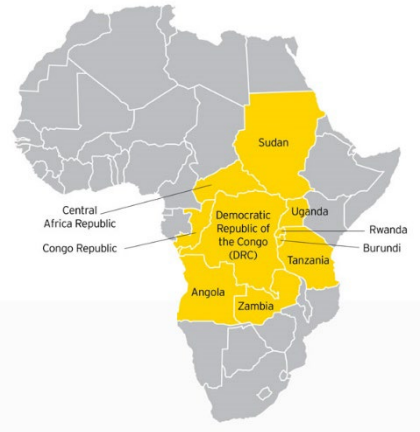 Sudan
Central
Africa Republic
Congo Republic
Democratic
Republic of
the Congo
(DRC)
Uganda
Rwanda
Burundi
Tanzania
Angola
Zambia